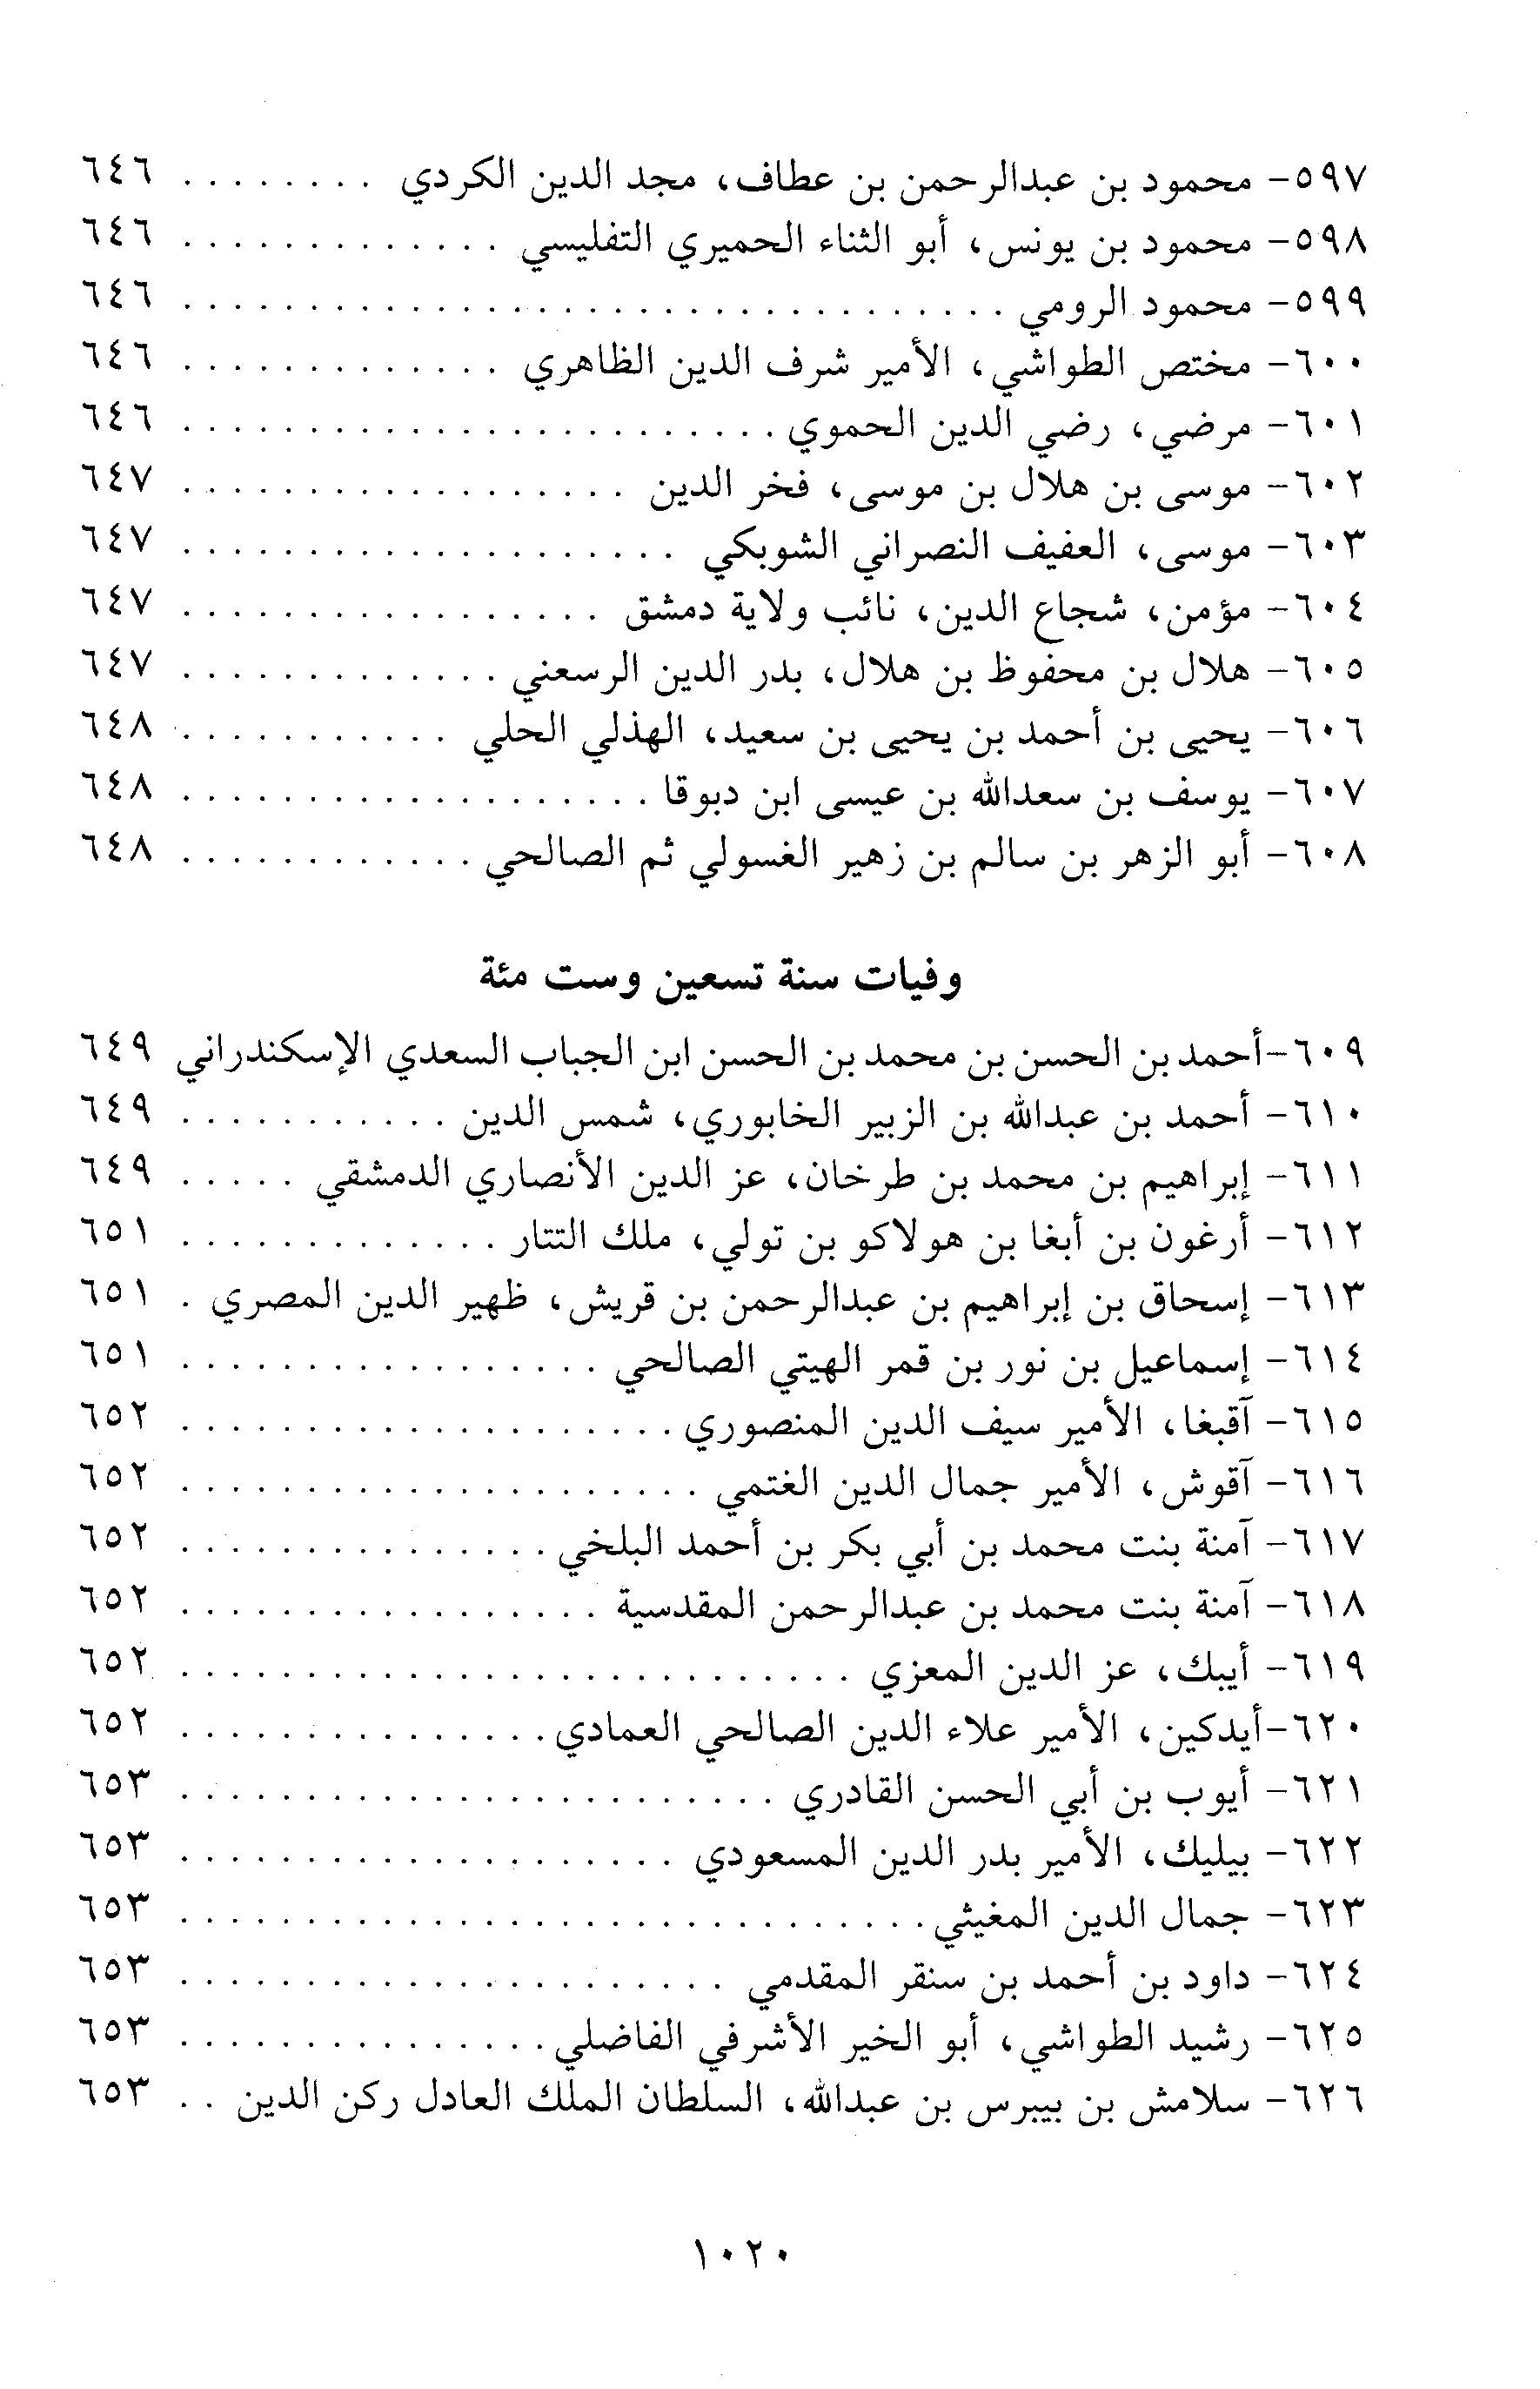 ٥٩٧- محمود بن عبدالرحمن بن عطاف، مجد الدين الكردي . . . . . . . . ٦٤٦
٥٩٨- محمود بن يونس، أبو الثناء الحميري التفليسي . . . . . . . . . . . . . ٦٤٦
٥٩٩- محمود الرومي . . . . . . . . . . . . . . . . . . . . . . . . . . . . . . . . . ٦٤٦
٦٠٠- مختص الطواشي، الأمير شرف الدين الظاهري . . . . . . . . . . . . . ٦٤٦
٦٠١- مرضي، رضي الدين الحموي . . . . . . . . . . . . . . . . . . . . . . . . ٦٤٦
٦٠٢- موسى بن هلال بن موسى، فخر الدين . . . . . . . . . . . . . . . . . . ٦٤٧
٦٠٣- موسى، العفيف النصراني الشوبكي . . . . . . . . . . . . . . . . . . . . ٦٤٧
٦٠٤- مؤمن، شجاع الدين، نائب ولاية دمشق . . . . . . . . . . . . . . . . . ٦٤٧
٦٠٥- هلال بن محفوظ بن هلال، بدر الدين الرسعني . . . . . . . . . . . . . ٦٤٧
٦٠٦- يحيى بن أحمد بن يحيى بن سعيد، الهذلي الحلي . . . . . . . . . . . ٦٤٨
٦٠٧- يوسف بن سعدالله بن عيسى ابن دبوقا . . . . . . . . . . . . . . . . . . . ٦٤٨
٦٠٨- أبو الزهر بن سالم بن زهير الغسولي ثم الصالحي . . . . . . . . . . . . ٦٤٨
وفيات سنة تسعين وست مئة
٦٠٩-أحمد بن الحسن بن محمد بن الحسن ابن الجباب السعدي الإسكندراني ٦٤٩
٦١٠- أحمد بن عبدالله بن الزبير الخابوري، شمس الدين . . . . . . . . . . . ٦٤٩
٦١١- إبراهيم بن محمد بن طرخان، عز الدين الأنصاري الدمشقي . . . . . ٦٤٩
٦١٢- أرغون بن أبغا بن هولاكو بن تولي، ملك التتار . . . . . . . . . . . . . ٦٥١
٦١٣- إسحاق بن إبراهيم بن عبدالرحمن بن قريش، ظهير الدين المصري . ٦٥١
٦١٤- إسماعيل بن نور بن قمر الهيتي الصالحي . . . . . . . . . . . . . . . . . ٦٥١
٦١٥- آقبغا، الأمير سيف الدين المنصوري . . . . . . . . . . . . . . . . . . . . ٦٥٢
٦١٦- آقوش، الأمير جمال الدين الغتمي . . . . . . . . . . . . . . . . . . . . . ٦٥٢
٦١٧- آمنة بنت محمد بن أبي بكر بن أحمد البلخي . . . . . . . . . . . . . . . ٦٥٢
٦١٨- آمنة بنت محمد بن عبدالرحمن المقدسية . . . . . . . . . . . . . . . . . ٦٥٢
٦١٩- أيبك، عز الدين المعزي . . . . . . . . . . . . . . . . . . . . . . . . . . . ٦٥٢
٦٢٠-أيدكين، الأمير علاء الدين الصالحي العمادي . . . . . . . . . . . . . . . ٦٥٢
٦٢١- أيوب بن أبي الحسن القادري . . . . . . . . . . . . . . . . . . . . . . . . ٦٥٣
٦٢٢- بيليك، الأمير بدر الدين المسعودي . . . . . . . . . . . . . . . . . . . . ٦٥٣
٦٢٣- جمال الدين المغيثي . . . . . . . . . . . . . . . . . . . . . . . . . . . . . . ٦٥٣
٦٢٤- داود بن أحمد بن سنقر المقدمي . . . . . . . . . . . . . . . . . . . . . . ٦٥٣
٦٢٥- رشيد الطواشي، أبو الخير الأشرفي الفاضلي . . . . . . . . . . . . . . . ٦٥٣
٦٢٦- سلامش بن بيبرس بن عبدالله، السلطان الملك العادل ركن الدين . . ٦٥٣
١٠٢٠